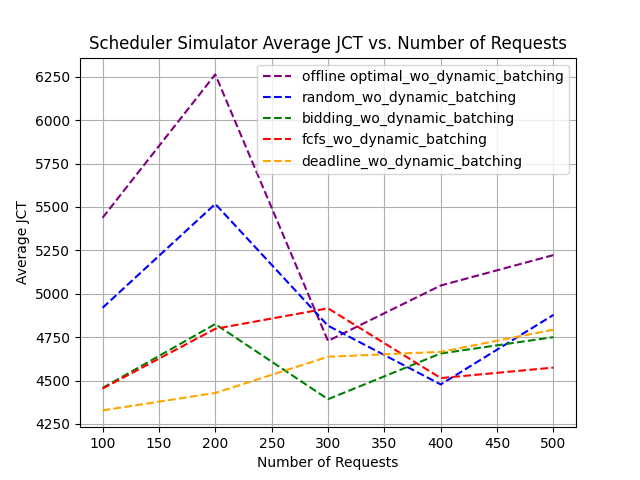 Scheduler Simulator Average JCT vs. Number of Requests
offline optimal_wo_dynamic_batching
random_wo_dynamic_batching
bidding_wo_dynamic_batching
fcfs_wo_dynamic_batching
deadline_wo_dynamic_batching
Average JCT
6250
6000
5750
5500
5250
5000
4750
4500
4250
100 150 200 250 300 350 400 450 500
Number of Requests